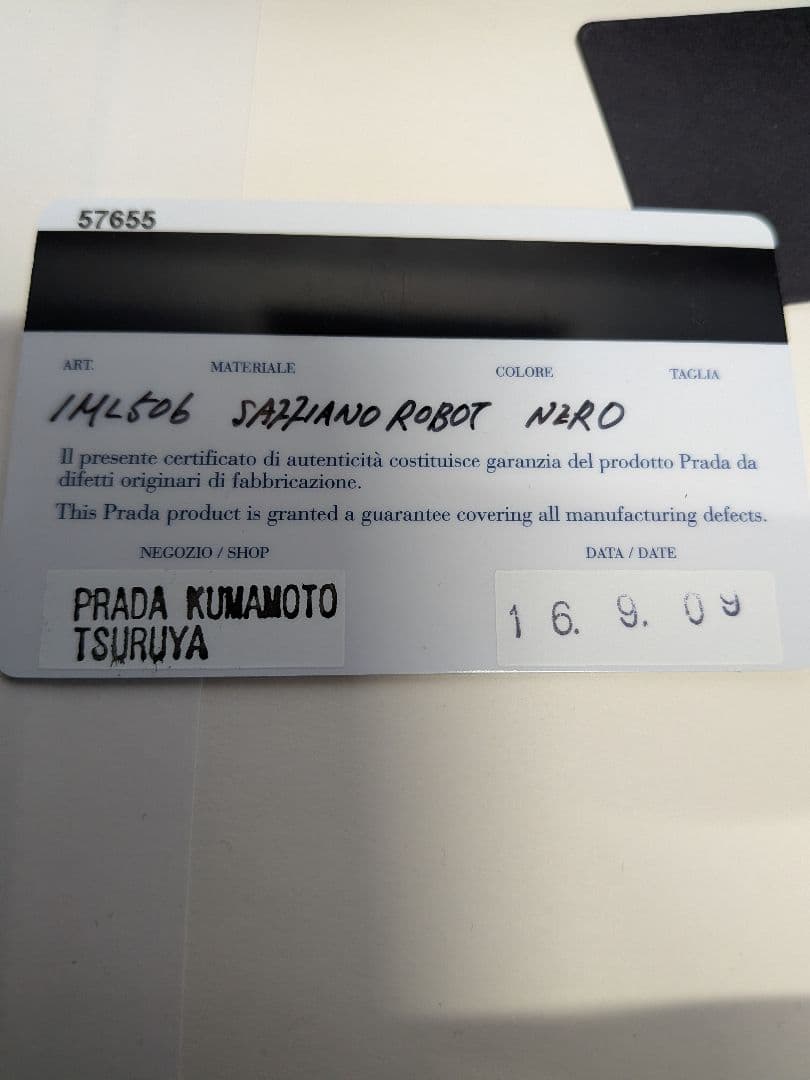 57655
ART. MATERIALE COLORE TAGLIA
1ML506 SAZZIANO ROBOT NERO
Il presente certificato di autenticità costituisce garanzia del prodotto Prada da
difetti originari di fabbricazione.
This Prada product is granted a guarantee covering all manufacturing defects.
NEGOZIO / SHOP DATA / DATE
PRADA KUMAMOTO
TSURUYA
16. 9. 09